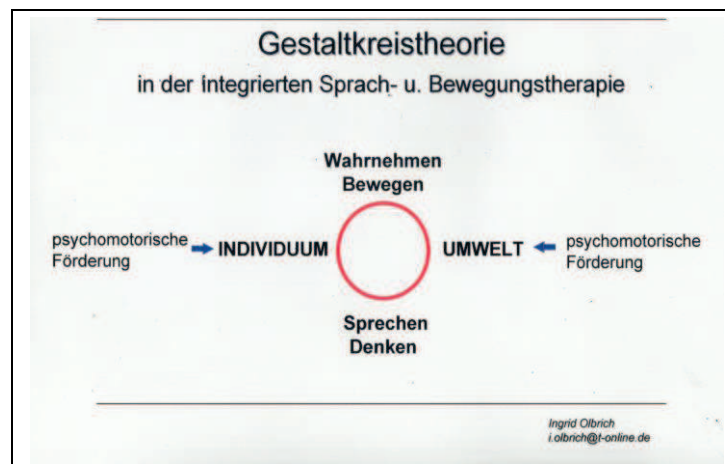 Gestaltkreistheorie
in der integrierten Sprach- u. Bewegungstherapie
Wahrnehmen
Bewegen
psychomotorische
Förderung
INDIVIDUUM
UMWELT
psychomotorische
Förderung
Sprechen
Denken
Ingrid Olbrich
i.olbrich@t-online.de